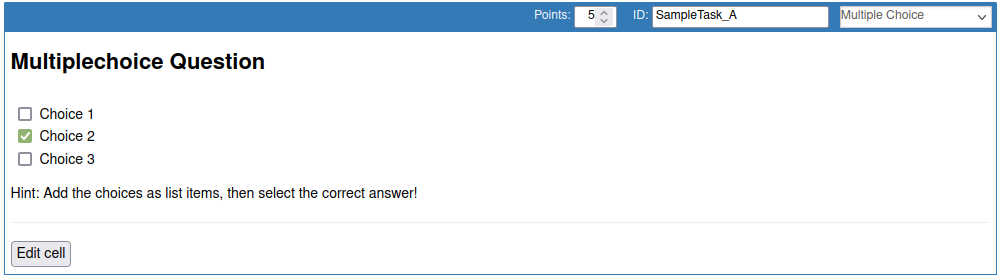 Points: 5 ID: SampleTask_A Multiple Choice
Multiplechoice Question
Choice 1
Choice 2
Choice 3
Hint: Add the choices as list items, then select the correct answer!
Edit cell